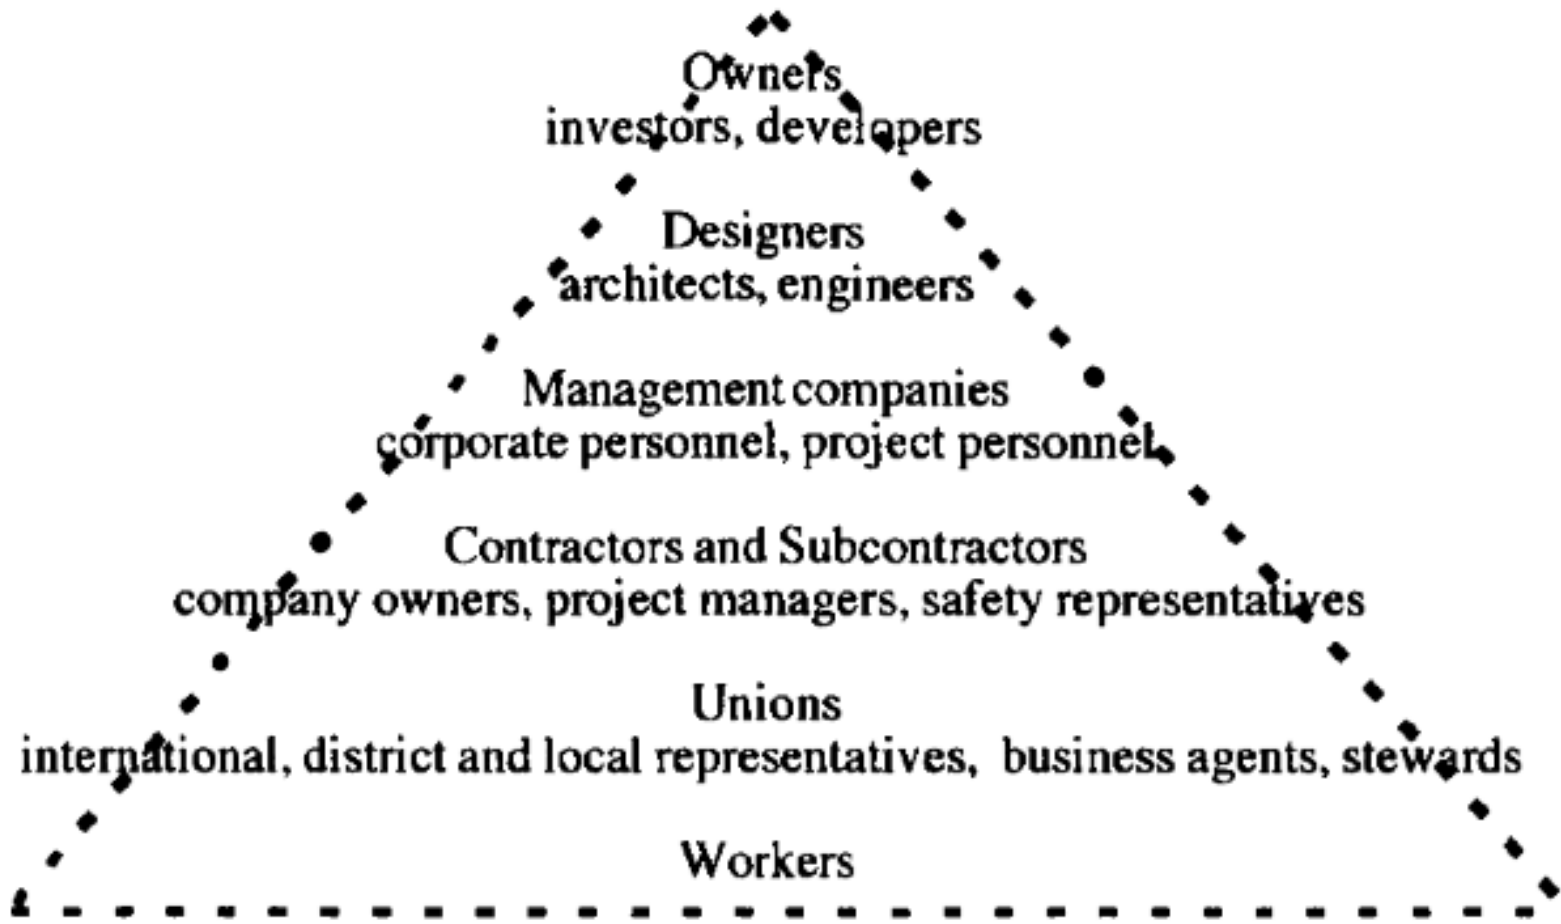 Owners
investors, developers
Designers
architects, engineers
Management companies
corporate personnel, project personnel
Contractors and Subcontractors
company owners, project managers, safety representatives
Unions
international, district and local representatives, business agents, stewards
Workers